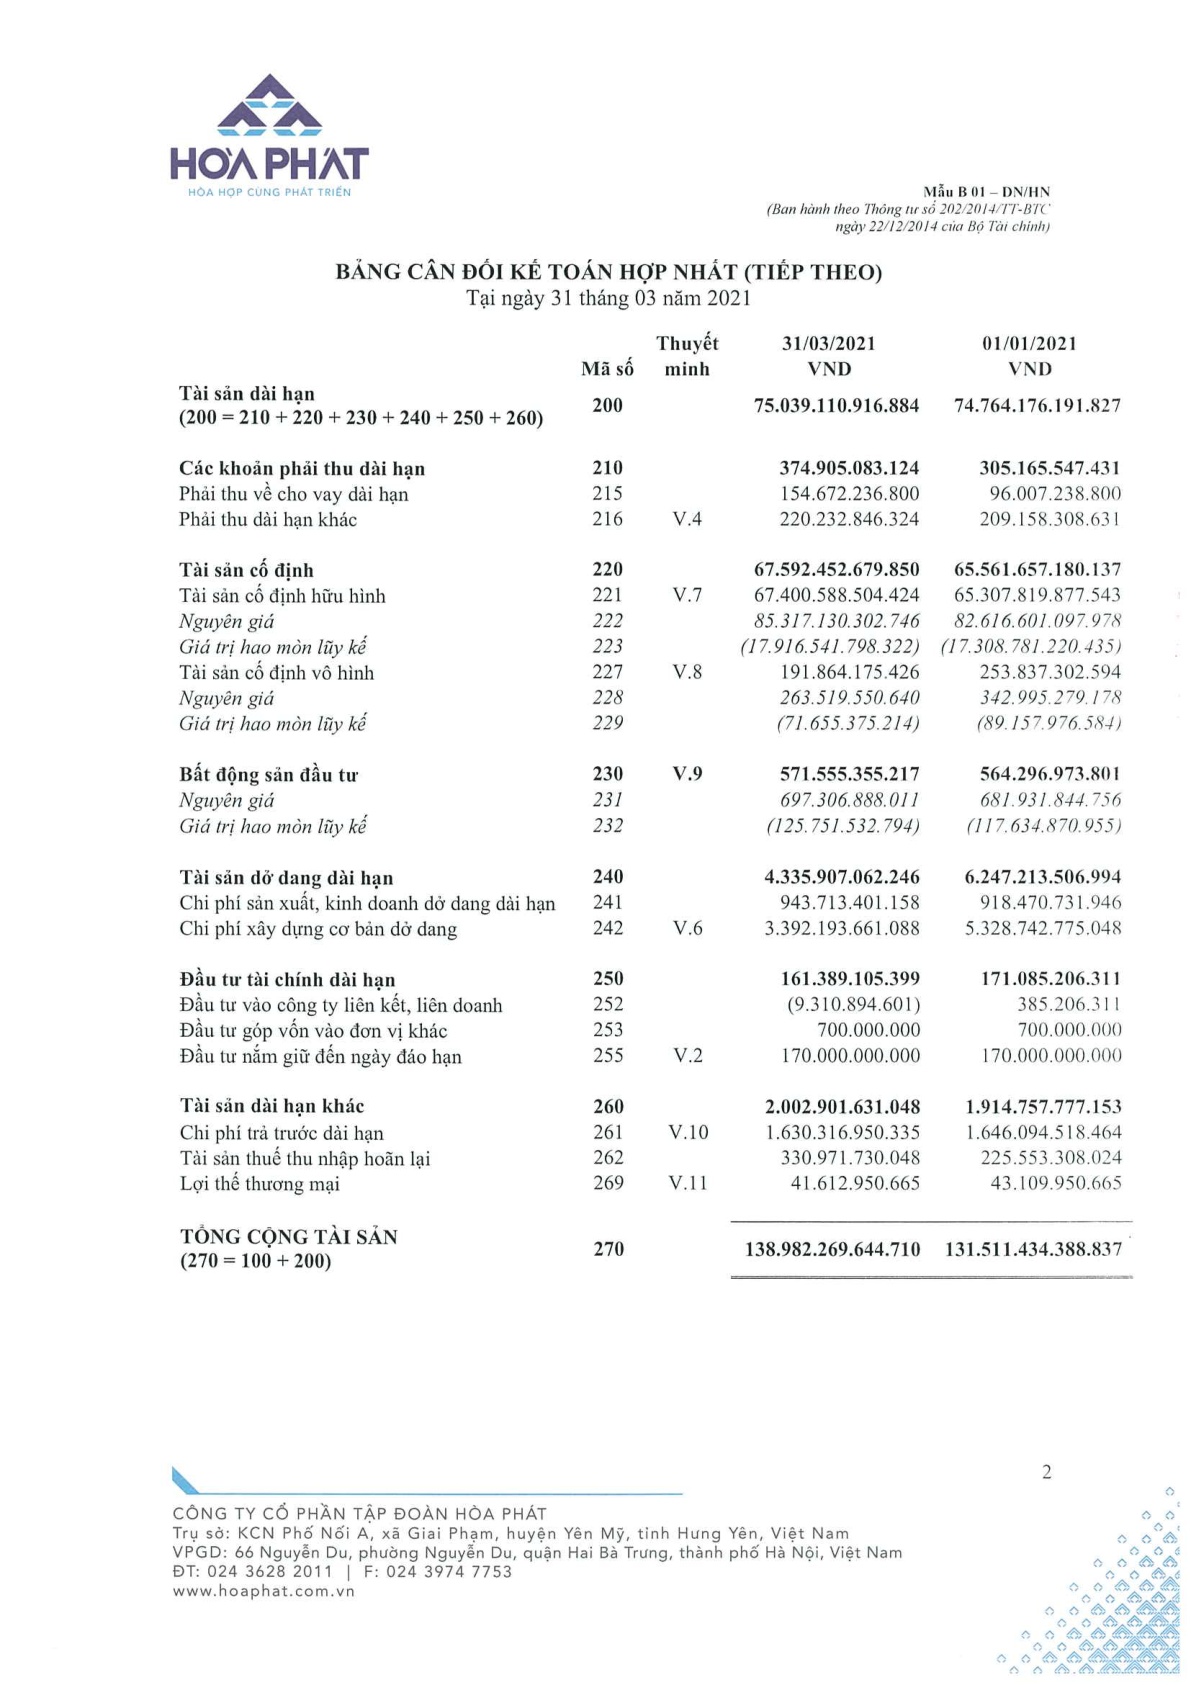 HÒA PHÁT
HÒA HỢP CÙNG PHÁT TRIỂN
Mẫu B 01 – DN/HN
(Ban hành theo Thông tư số 202/2014/TT-BTC
ngày 22/12/2014 của Bộ Tài chính)
BẢNG CÂN ĐỐI KẾ TOÁN HỢP NHẤT (TIẾP THEO)
Tại ngày 31 tháng 03 năm 2021
Mã số Thuyết minh 31/03/2021 VND 01/01/2021 VND
Tài sản dài hạn
(200 = 210 + 220 + 230 + 240 + 250 + 260) 200 75.039.110.916.884 74.764.176.191.827
Các khoản phải thu dài hạn 210 374.905.083.124 305.165.547.431
Phải thu về cho vay dài hạn 215 154.672.236.800 96.007.238.800
Phải thu dài hạn khác 216 V.4 220.232.846.324 209.158.308.631
Tài sản cố định 220 67.592.452.679.850 65.561.657.180.137
Tài sản cố định hữu hình 221 V.7 67.400.588.504.424 65.307.819.877.543
Nguyên giá 222 85.317.130.302.746 82.616.601.097.978
Giá trị hao mòn lũy kế 223 (17.916.541.798.322) (17.308.781.220.435)
Tài sản cố định vô hình 227 V.8 191.864.175.426 253.837.302.594
Nguyên giá 228 263.519.550.640 342.995.279.178
Giá trị hao mòn lũy kế 229 (71.655.375.214) (89.157.976.584)
Bất động sản đầu tư 230 V.9 571.555.355.217 564.296.973.801
Nguyên giá 231 697.306.888.011 681.931.844.756
Giá trị hao mòn lũy kế 232 (125.751.532.794) (117.634.870.955)
Tài sản dở dang dài hạn 240 4.335.907.062.246 6.247.213.506.994
Chi phí sản xuất, kinh doanh dở dang dài hạn 241 943.713.401.158 918.470.731.946
Chi phí xây dựng cơ bản dở dang 242 V.6 3.392.193.661.088 5.328.742.775.048
Đầu tư tài chính dài hạn 250 161.389.105.399 171.085.206.311
Đầu tư vào công ty liên kết, liên doanh 252 (9.310.894.601) 385.206.311
Đầu tư góp vốn vào đơn vị khác 253 700.000.000 700.000.000
Đầu tư nắm giữ đến ngày đáo hạn 255 V.2 170.000.000.000 170.000.000.000
Tài sản dài hạn khác 260 2.002.901.631.048 1.914.757.777.153
Chi phí trả trước dài hạn 261 V.10 1.630.316.950.335 1.646.094.518.464
Tài sản thuế thu nhập hoãn lại 262 330.971.730.048 225.553.308.024
Lợi thế thương mại 269 V.11 41.612.950.665 43.109.950.665
TỔNG CỘNG TÀI SẢN
(270 = 100 + 200) 270 138.982.269.644.710 131.511.434.388.837
2
CÔNG TY CỔ PHẦN TẬP ĐOÀN HÒA PHÁT
Trụ sở: KCN Phố Nối A, xã Giai Phạm, huyện Yên Mỹ, tỉnh Hưng Yên, Việt Nam
VPGD: 66 Nguyễn Du, phường Nguyễn Du, quận Hai Bà Trưng, thành phố Hà Nội, Việt Nam
ĐT: 024 3628 2011 | F: 024 3974 7753
www.hoaphat.com.vn